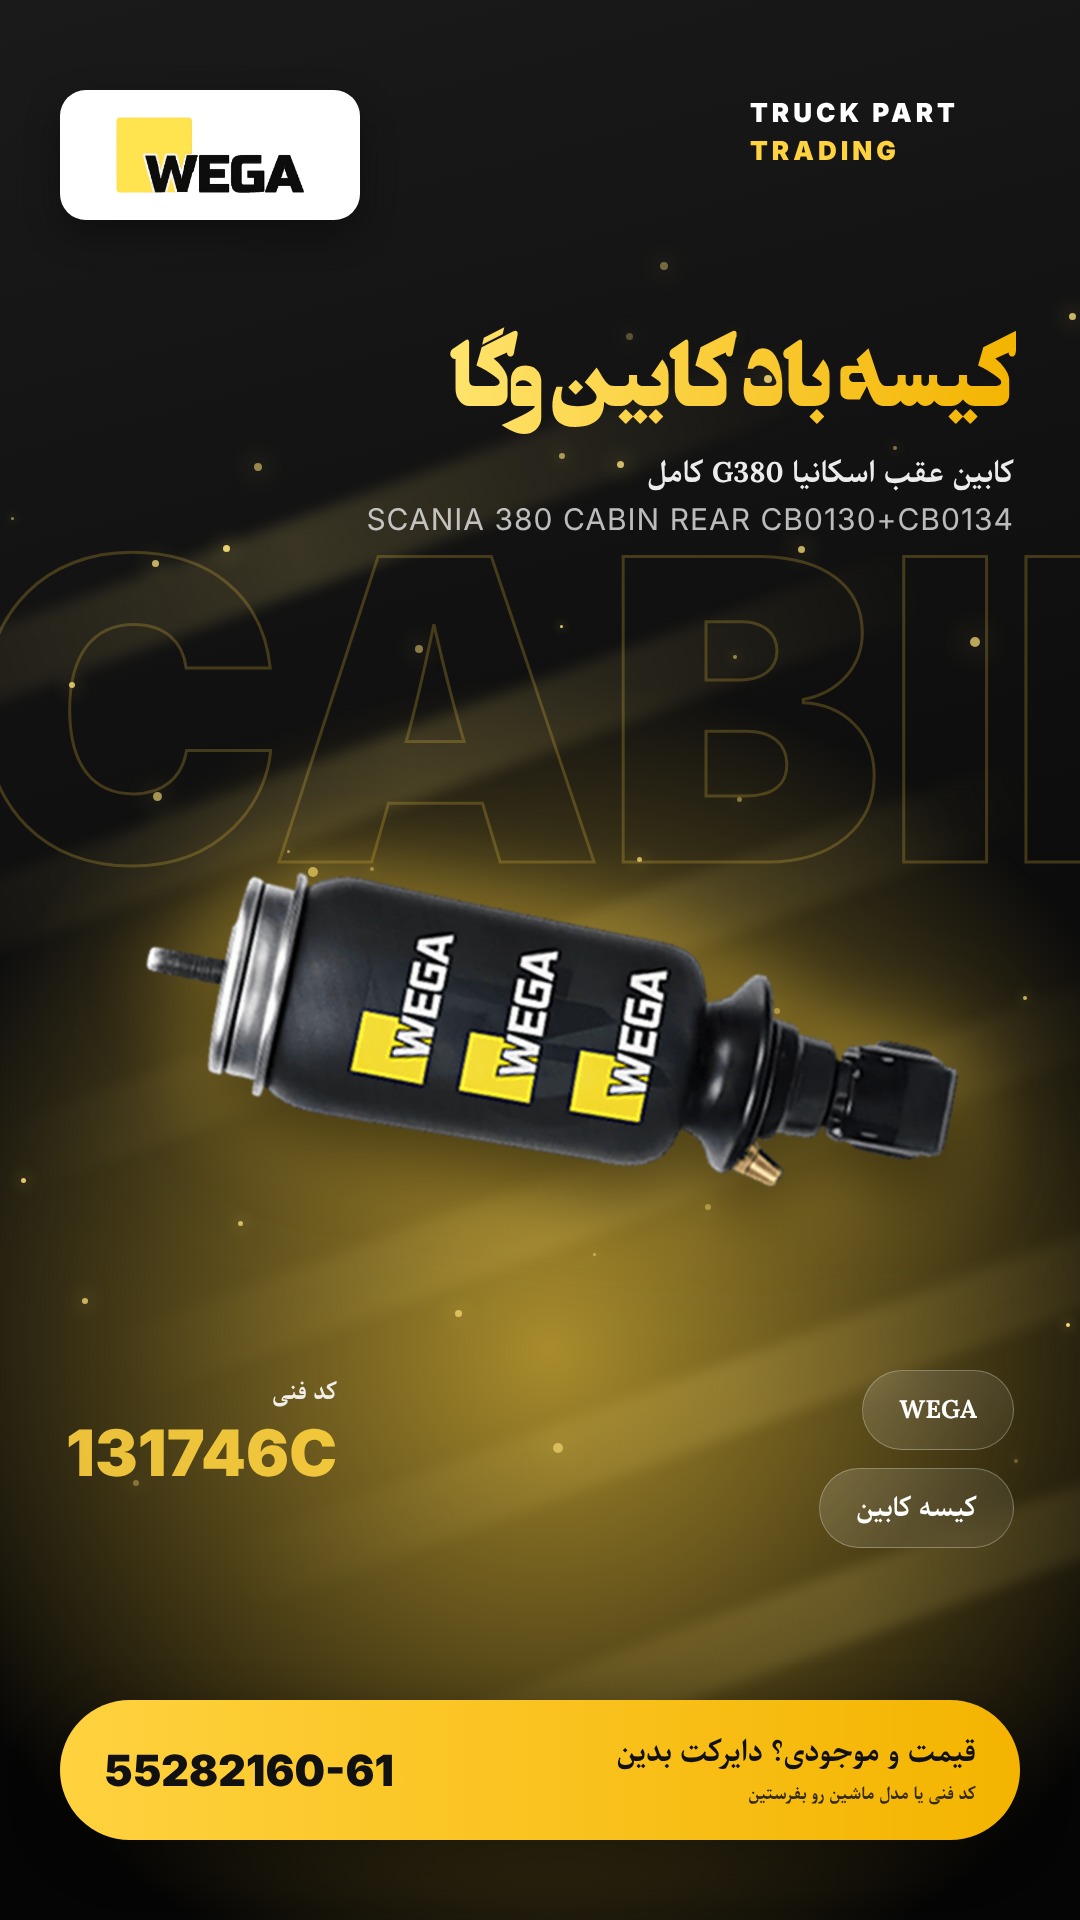 WEGA
TRUCK PART
TRADING
کیسه باد کابین وگا
کابین عقب اسکانیا G380 کامل
SCANIA 380 CABIN REAR CB0130+CB0134
CABI
WEGA
WEGA
WEGA
کد فنی
131746C
WEGA
کیسه کابین
قیمت و موجودی؟ دایرکت بدین
کد فنی یا مدل ماشین رو بفرستین
55282160-61